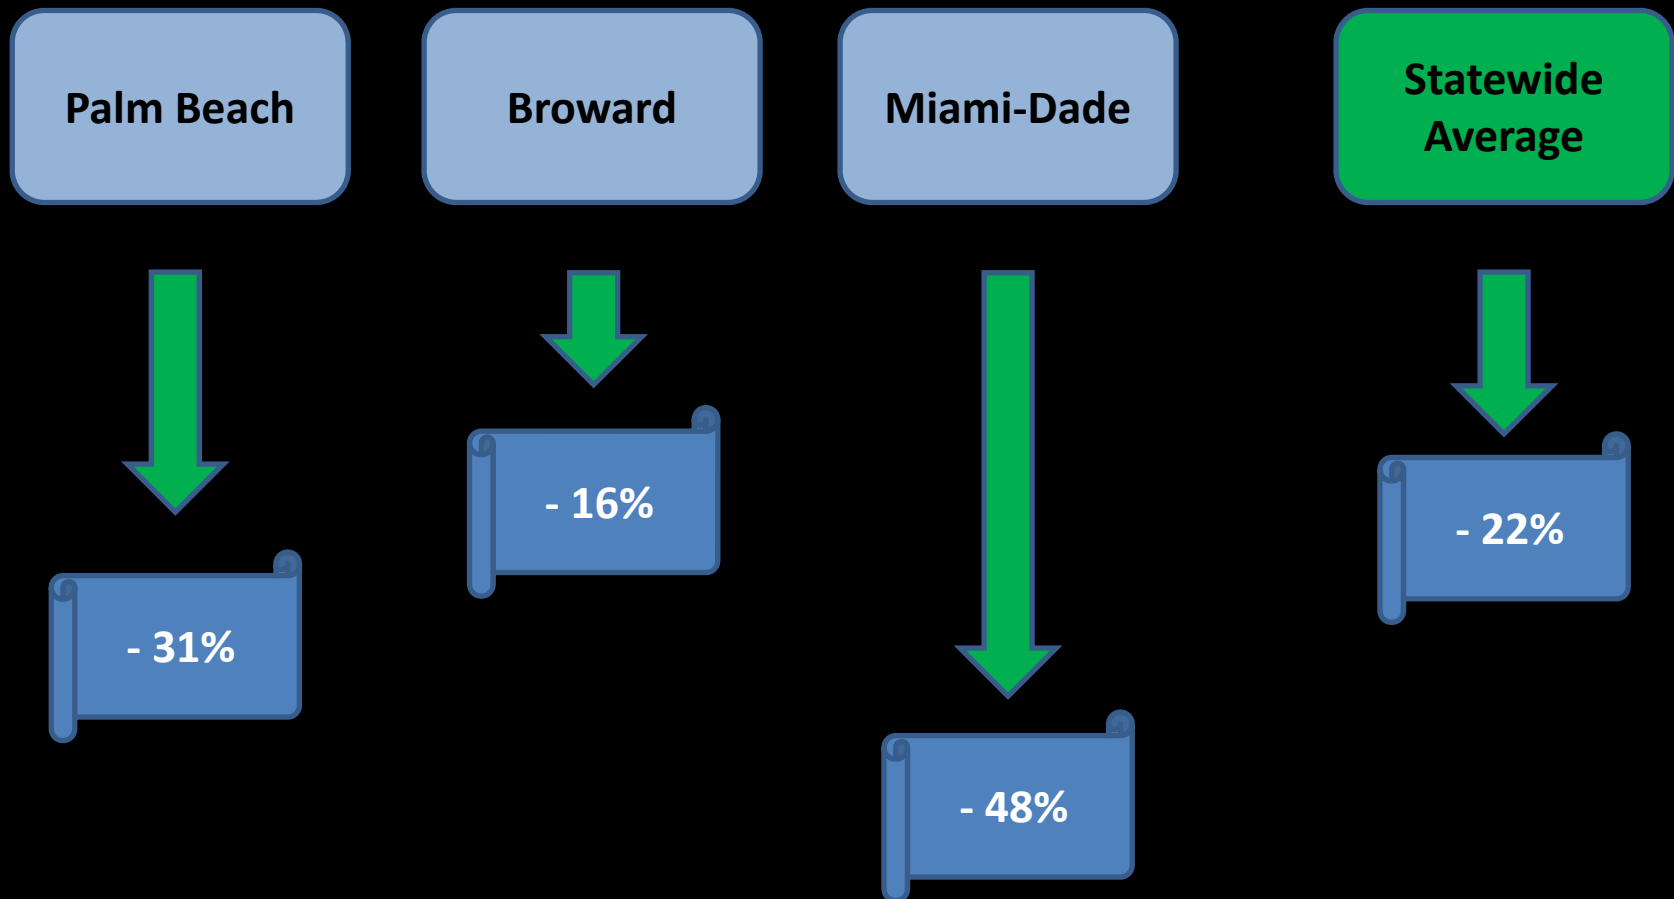 Palm Beach
Broward
Miami-Dade
Statewide
Average
- 31%
- 16%
- 48%
- 22%